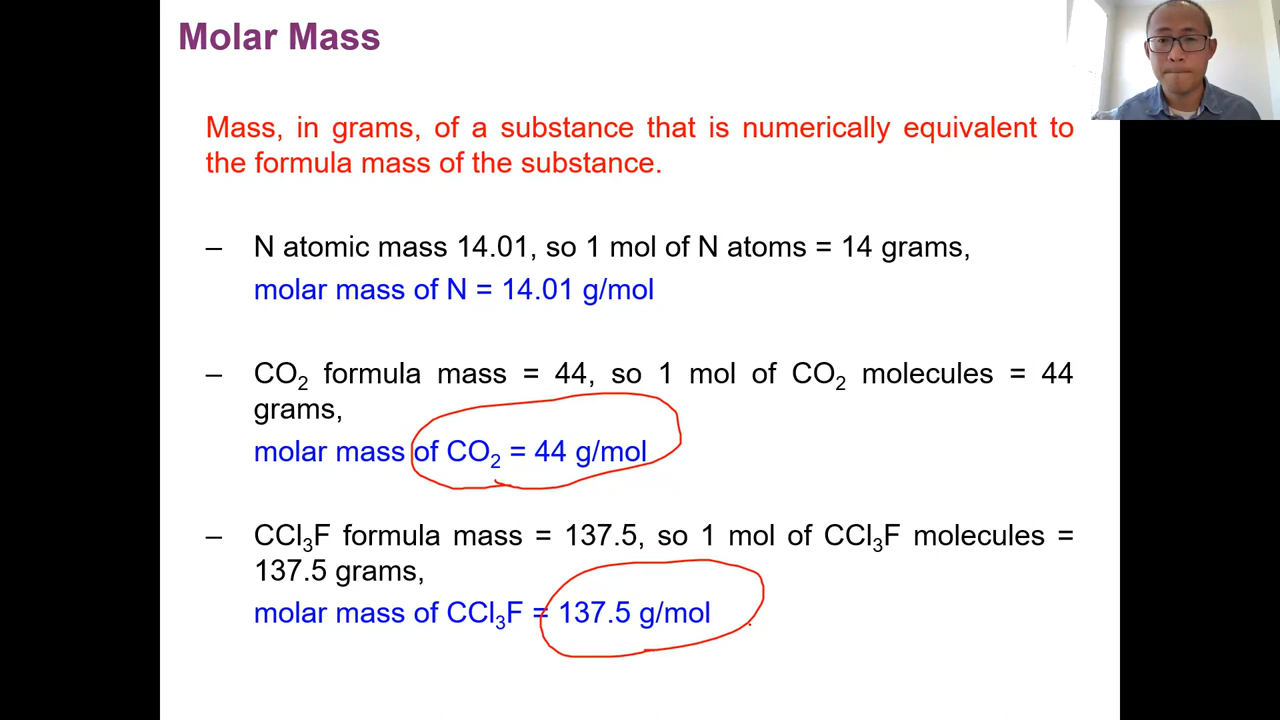 Molar Mass
Mass, in grams, of a substance that is numerically equivalent to
the formula mass of the substance.
– N atomic mass 14.01, so 1 mol of N atoms = 14 grams,
molar mass of N = 14.01 g/mol
– CO₂ formula mass = 44, so 1 mol of CO₂ molecules = 44
grams,
molar mass of CO₂ = 44 g/mol
– CCl₃F formula mass = 137.5, so 1 mol of CCl₃F molecules =
137.5 grams,
molar mass of CCl₃F = 137.5 g/mol